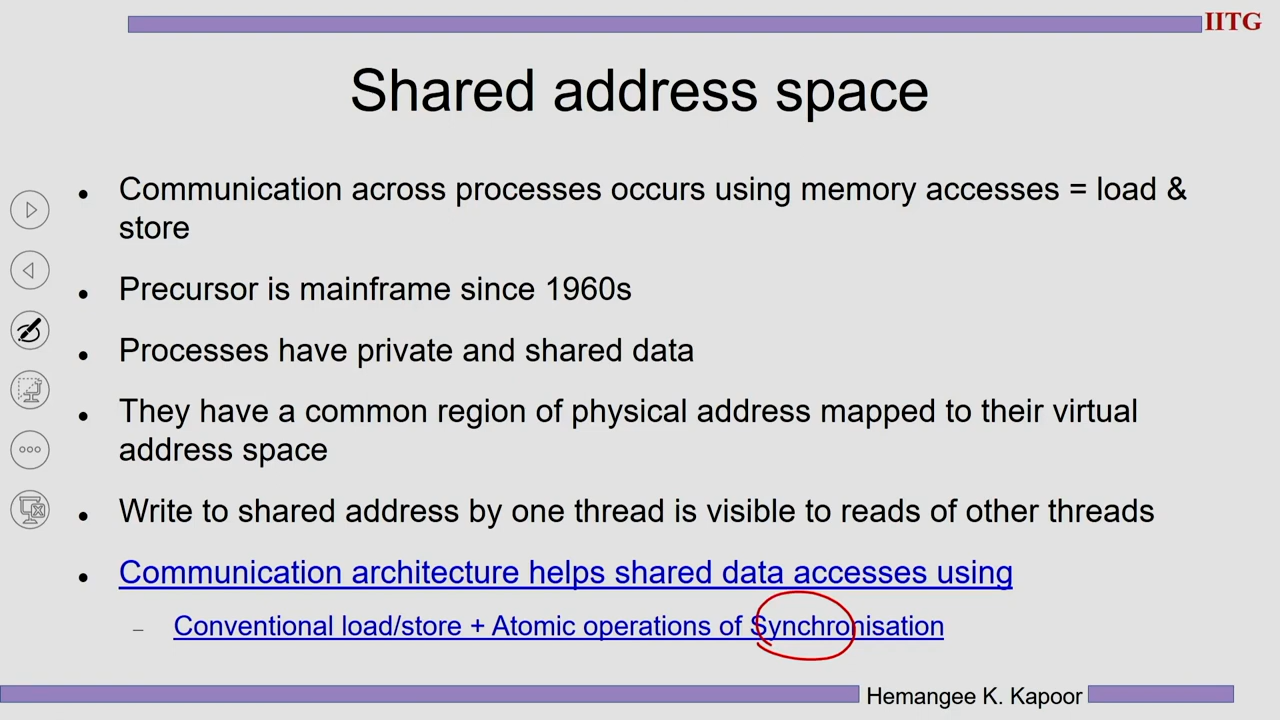 IITG
Shared address space
• Communication across processes occurs using memory accesses = load &
store
• Precursor is mainframe since 1960s
• Processes have private and shared data
• They have a common region of physical address mapped to their virtual
address space
• Write to shared address by one thread is visible to reads of other threads
• Communication architecture helps shared data accesses using
– Conventional load/store + Atomic operations of Synchronisation
Hemangee K. Kapoor